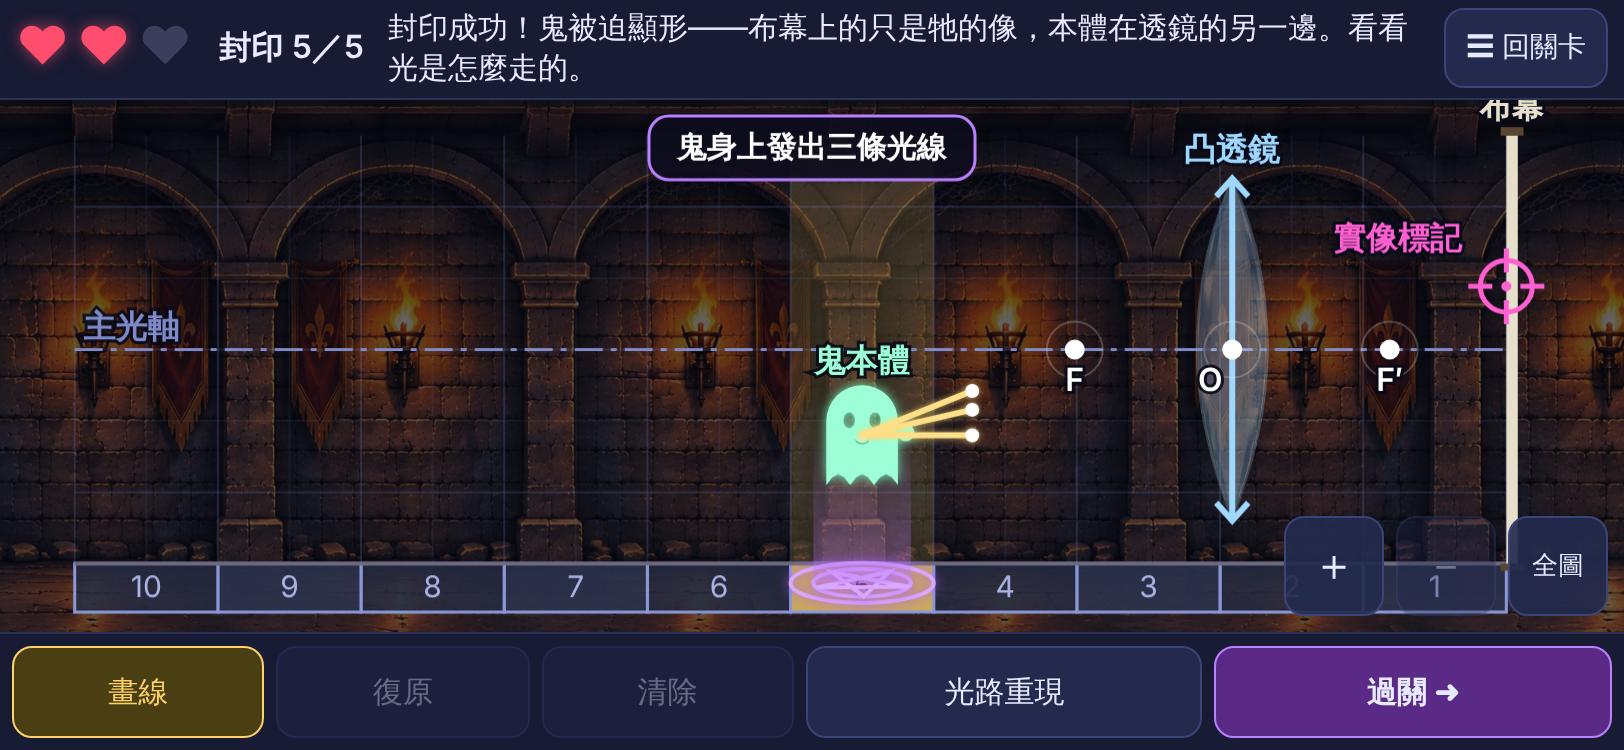 封印 5／5
封印成功！鬼被迫顯形——布幕上的只是牠的像，本體在透鏡的另一邊。看看
光是怎麼走的。
☰ 回關卡
布幕
鬼身上發出三條光線
凸透鏡
實像標記
主光軸
鬼本體
F
O
F′
10 9 8 7 6 4 3 2 1
+
−
全圖
畫線
復原
清除
光路重現
過關 ➜